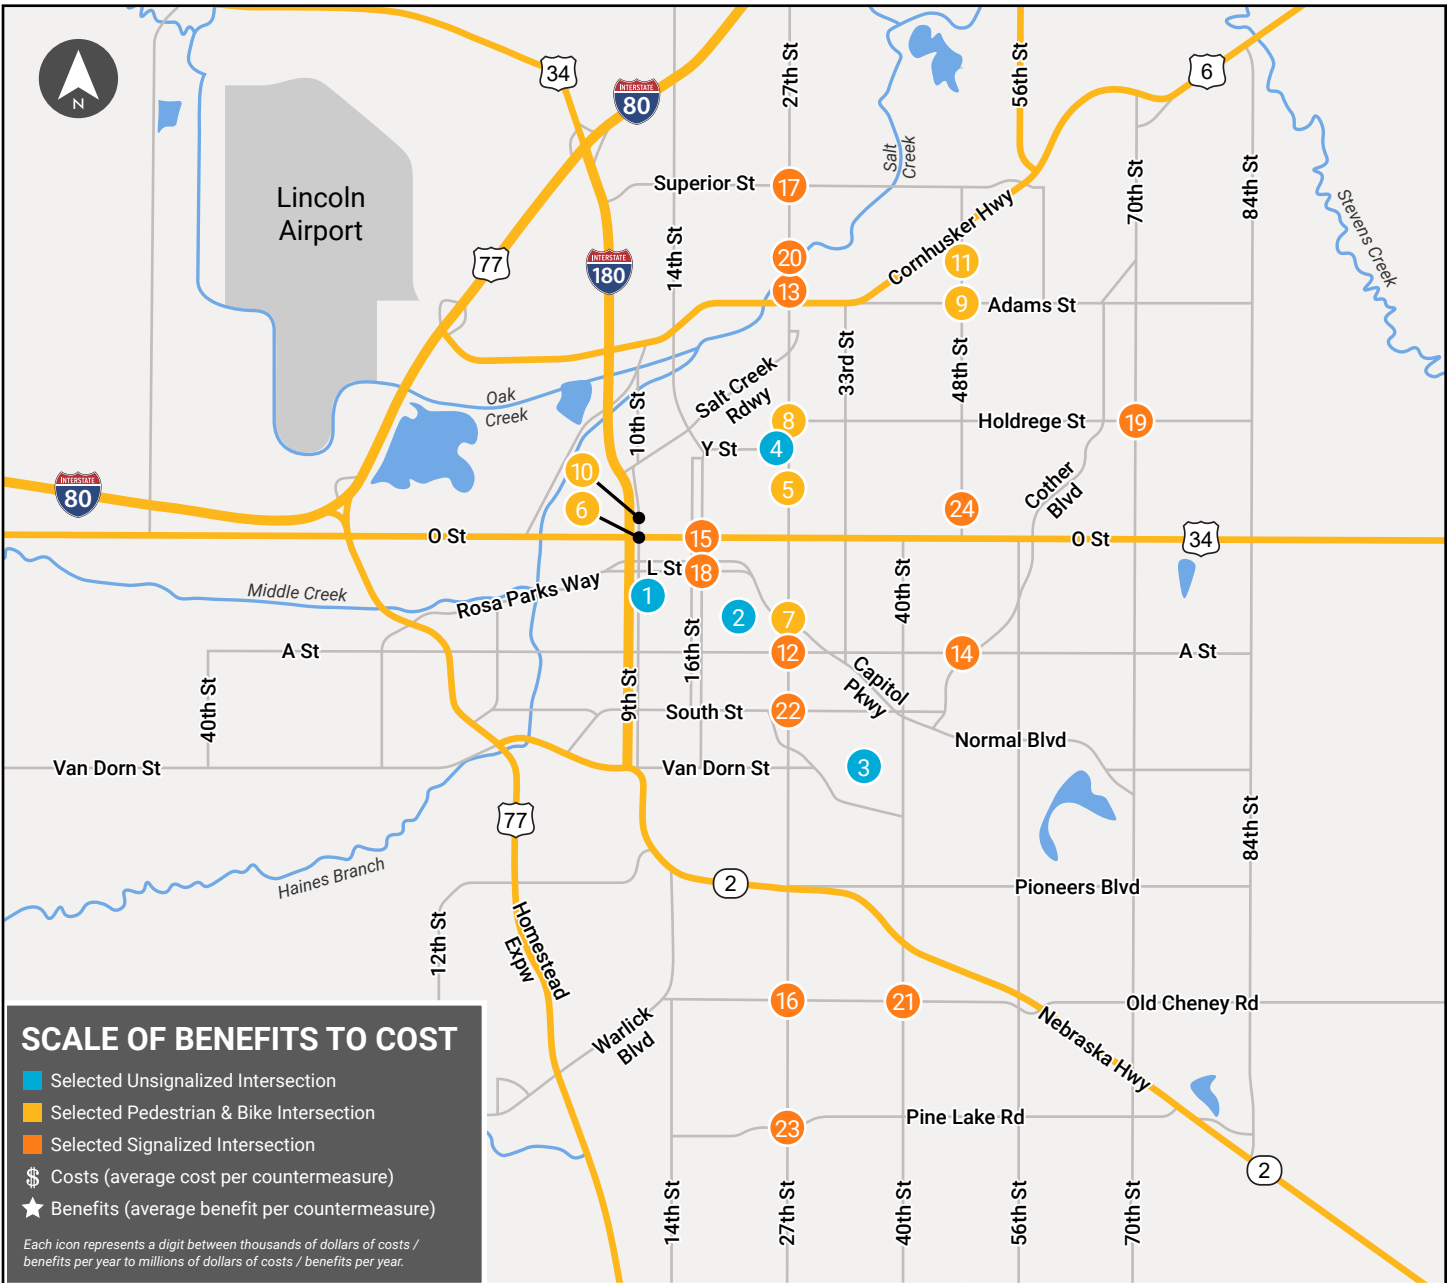 N
34
INTERSTATE
80
27th St
56th St
6
Lincoln
Airport
Salt
Creek
Superior St
17
70th St
84th St
Stevens Creek
77
INTERSTATE
180
14th St
20
13
Cornhusker Hwy
11
9
Adams St
33rd St
48th St
Oak
Creek
Salt Creek
Rdwy
10th St
8
Holdrege St
19
Y St
4
10
5
6
INTERSTATE
80
24
Cother
Blvd
O St
15
O St
34
L St
18
Middle Creek
Rosa Parks Way
1
2
7
40th St
16th St
A St
12
14
A St
Capitol
Pkwy
40th St
9th St
South St
22
Normal Blvd
Van Dorn St
Van Dorn St
3
77
84th St
Haines Branch
2
Pioneers Blvd
12th St
Homestead
Expw
16
21
Old Cheney Rd
Warlick
Blvd
Nebraska Hwy
Pine Lake Rd
23
2
14th St
27th St
40th St
56th St
70th St
SCALE OF BENEFITS TO COST
Selected Unsignalized Intersection
Selected Pedestrian & Bike Intersection
Selected Signalized Intersection
$ Costs (average cost per countermeasure)
★ Benefits (average benefit per countermeasure)
Each icon represents a digit between thousands of dollars of costs /
benefits per year to millions of dollars of costs / benefits per year.